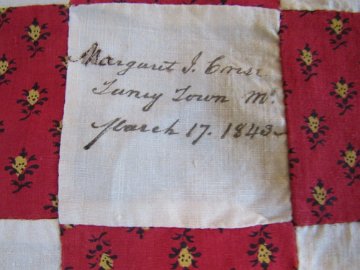 Margaret J.
Taney Town Md.
March 17. 1843